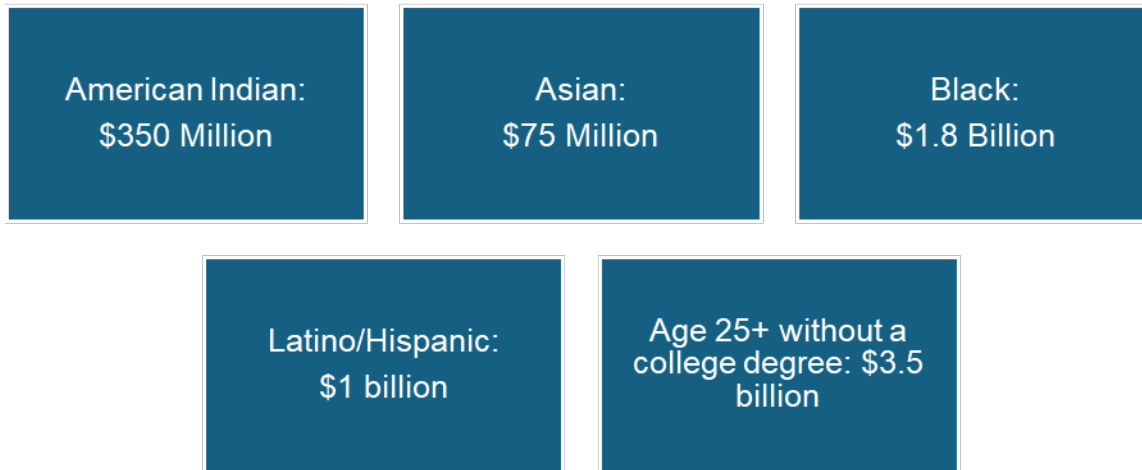 American Indian:
$350 Million
Asian:
$75 Million
Black:
$1.8 Billion
Latino/Hispanic:
$1 billion
Age 25+ without a
college degree: $3.5
billion